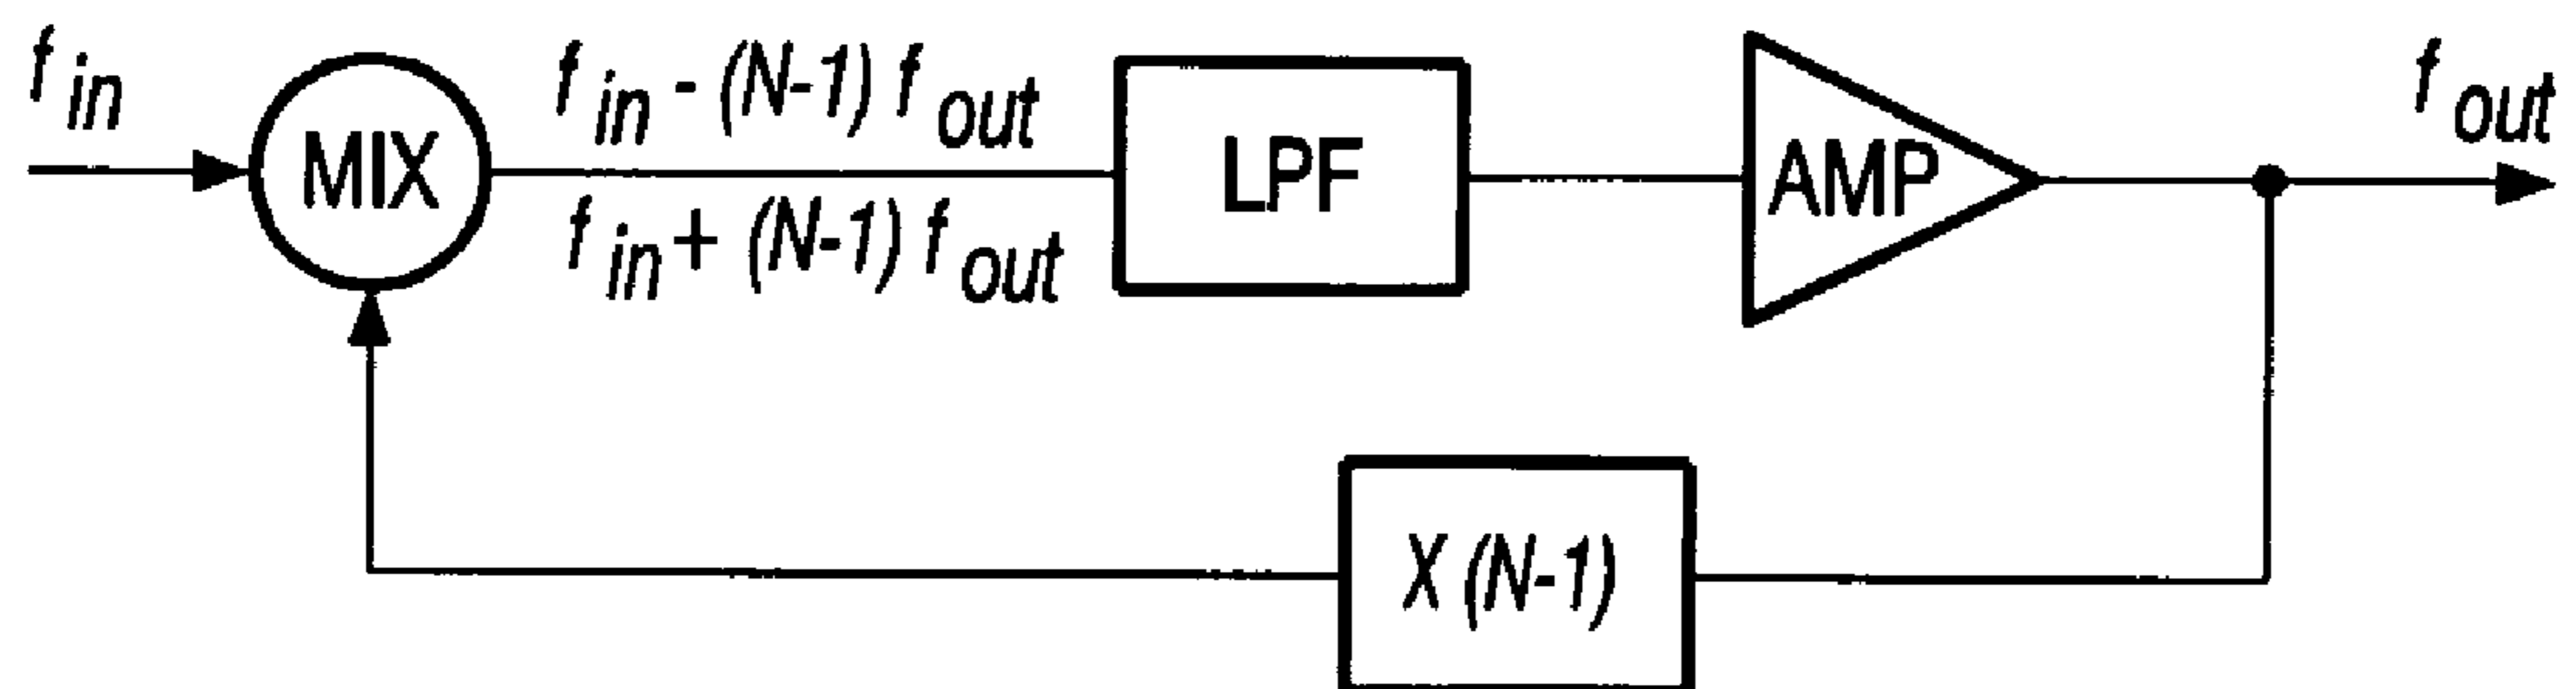 f in
MIX
f in - (N-1) f out
f in + (N-1) f out
LPF
AMP
f out
X (N-1)